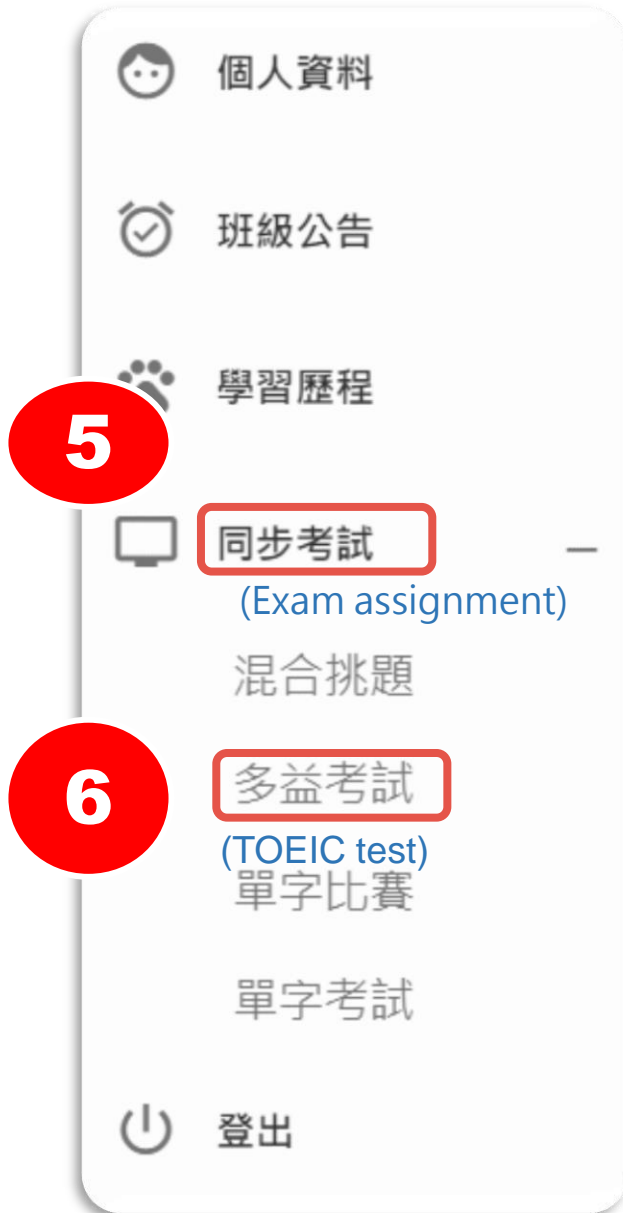 個人資料
班級公告
學習歷程
5
同步考試
(Exam assignment)
混合挑題
6
多益考試
(TOEIC test)
單字比賽
單字考試
登出